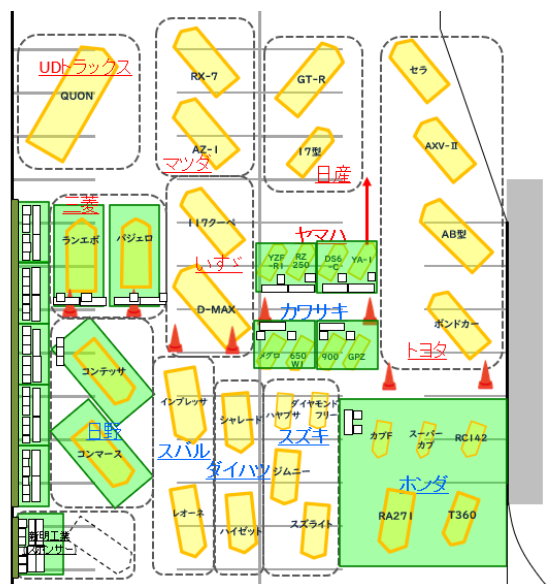 UDトラックス
QUON
RX-7
AZ-1
マツダ
GT-R
17型
日産
セラ
AXV-II
AB型
ボンドカー
トヨタ
三菱
ランエボ
パジェロ
117クーペ
いすゞ
D-MAX
ヤマハ
YZF
-R1
RZ
250
DS6
-C
YA-1
カワサキ
メグロ
650
W1
900
GPZ
コンテッサ
日野
コンマース
インプレッサ
スバル
レオーネ
シャレード
ダイハツ
ハイゼット
ハヤブサ
ダイヤモンド
フリー
スズキ
ジムニー
スズライト
カブF
スーパー
カブ
RC142
ホンダ
RA271
T360
新明工業
(スポンサー)